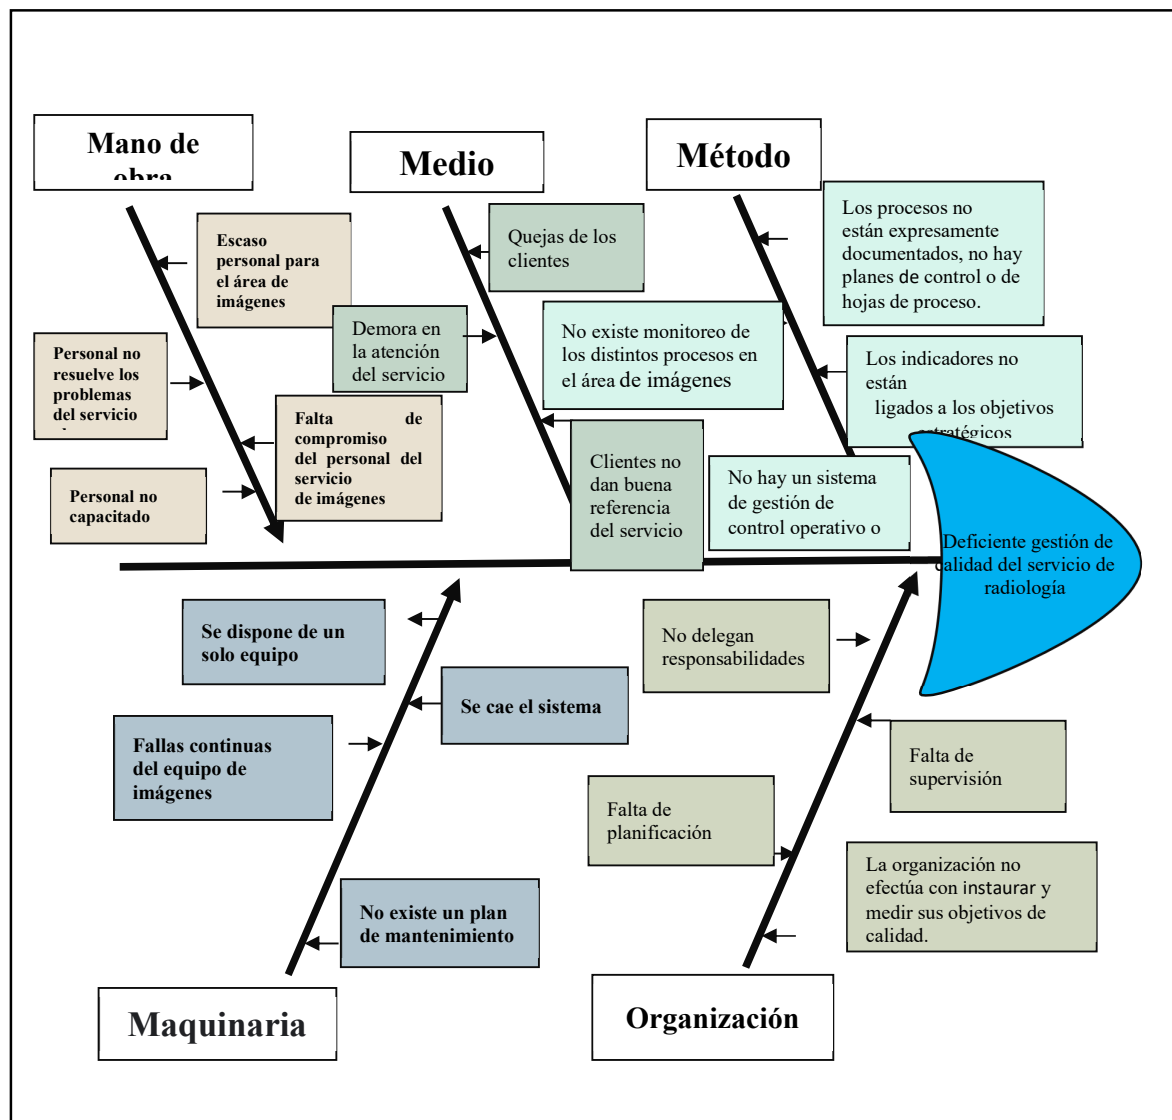 Mano de
obra
Medio
Método
Escaso
personal para
el área de
imágenes
Personal no
resuelve los
problemas
del servicio
Falta de
compromiso
del personal del
servicio
de imágenes
Personal no
capacitado
Quejas de los
clientes
Demora en
la atención
del servicio
Clientes no
dan buena
referencia
del servicio
Los procesos no
están expresamente
documentados, no hay
planes de control o de
hojas de proceso.
No existe monitoreo de
los distintos procesos en
el área de imágenes
Los indicadores no
están
ligados a los objetivos
estratégicos
No hay un sistema
de gestión de
control operativo o
Deficiente gestión de
calidad del servicio de
radiología
Se dispone de un
solo equipo
Se cae el sistema
Fallas continuas
del equipo de
imágenes
No existe un plan
de mantenimiento
Maquinaria
No delegan
responsabilidades
Falta de
supervisión
Falta de
planificación
La organización no
efectúa con instaurar y
medir sus objetivos de
calidad.
Organización